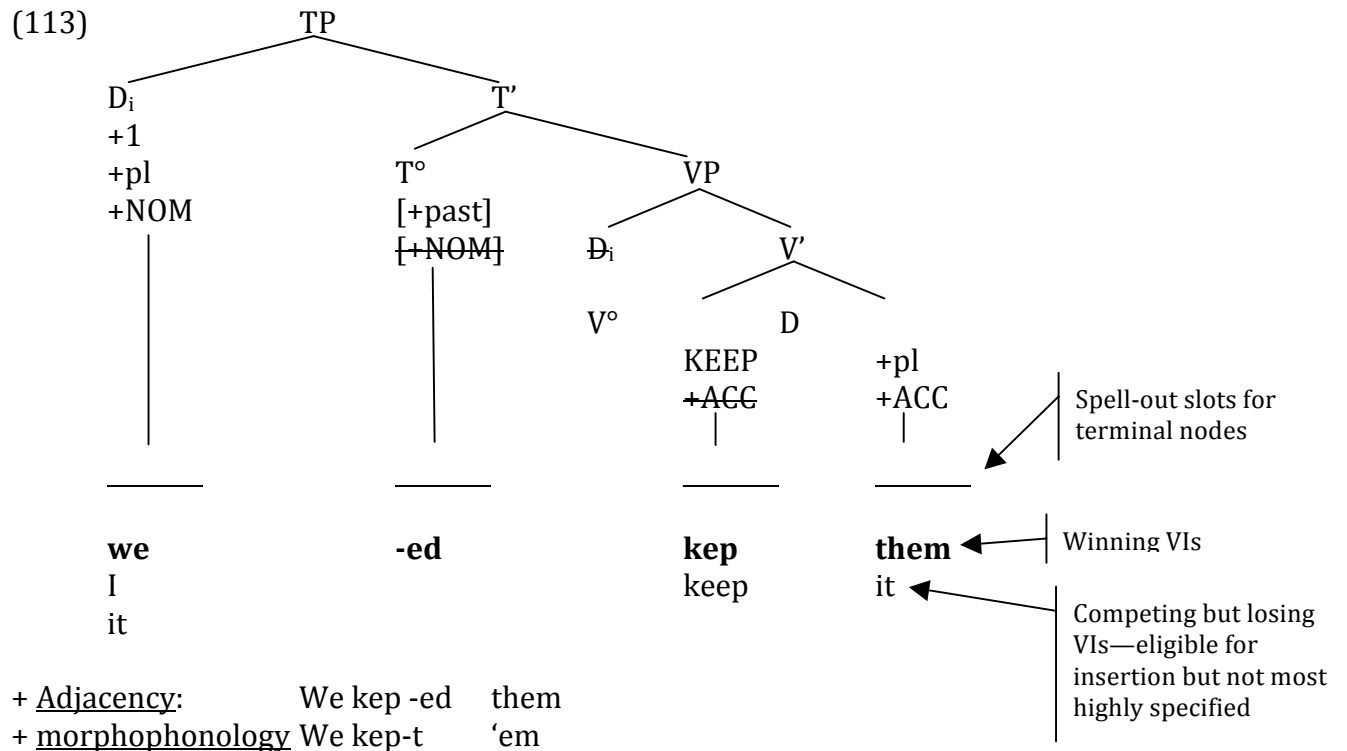 (113) TP
Dᵢ T’
+1
+pl T° VP
+NOM [+past]
[+NOM] Dᵢ V’
V° D
KEEP +pl
+ACC +ACC
Spell-out slots for
terminal nodes
we -ed kep them
Winning VIs
I keep it
it
Competing but losing
VIs—eligible for
insertion but not most
highly specified
+ Adjacency: We kep -ed them
+ morphophonology We kep-t ‘em